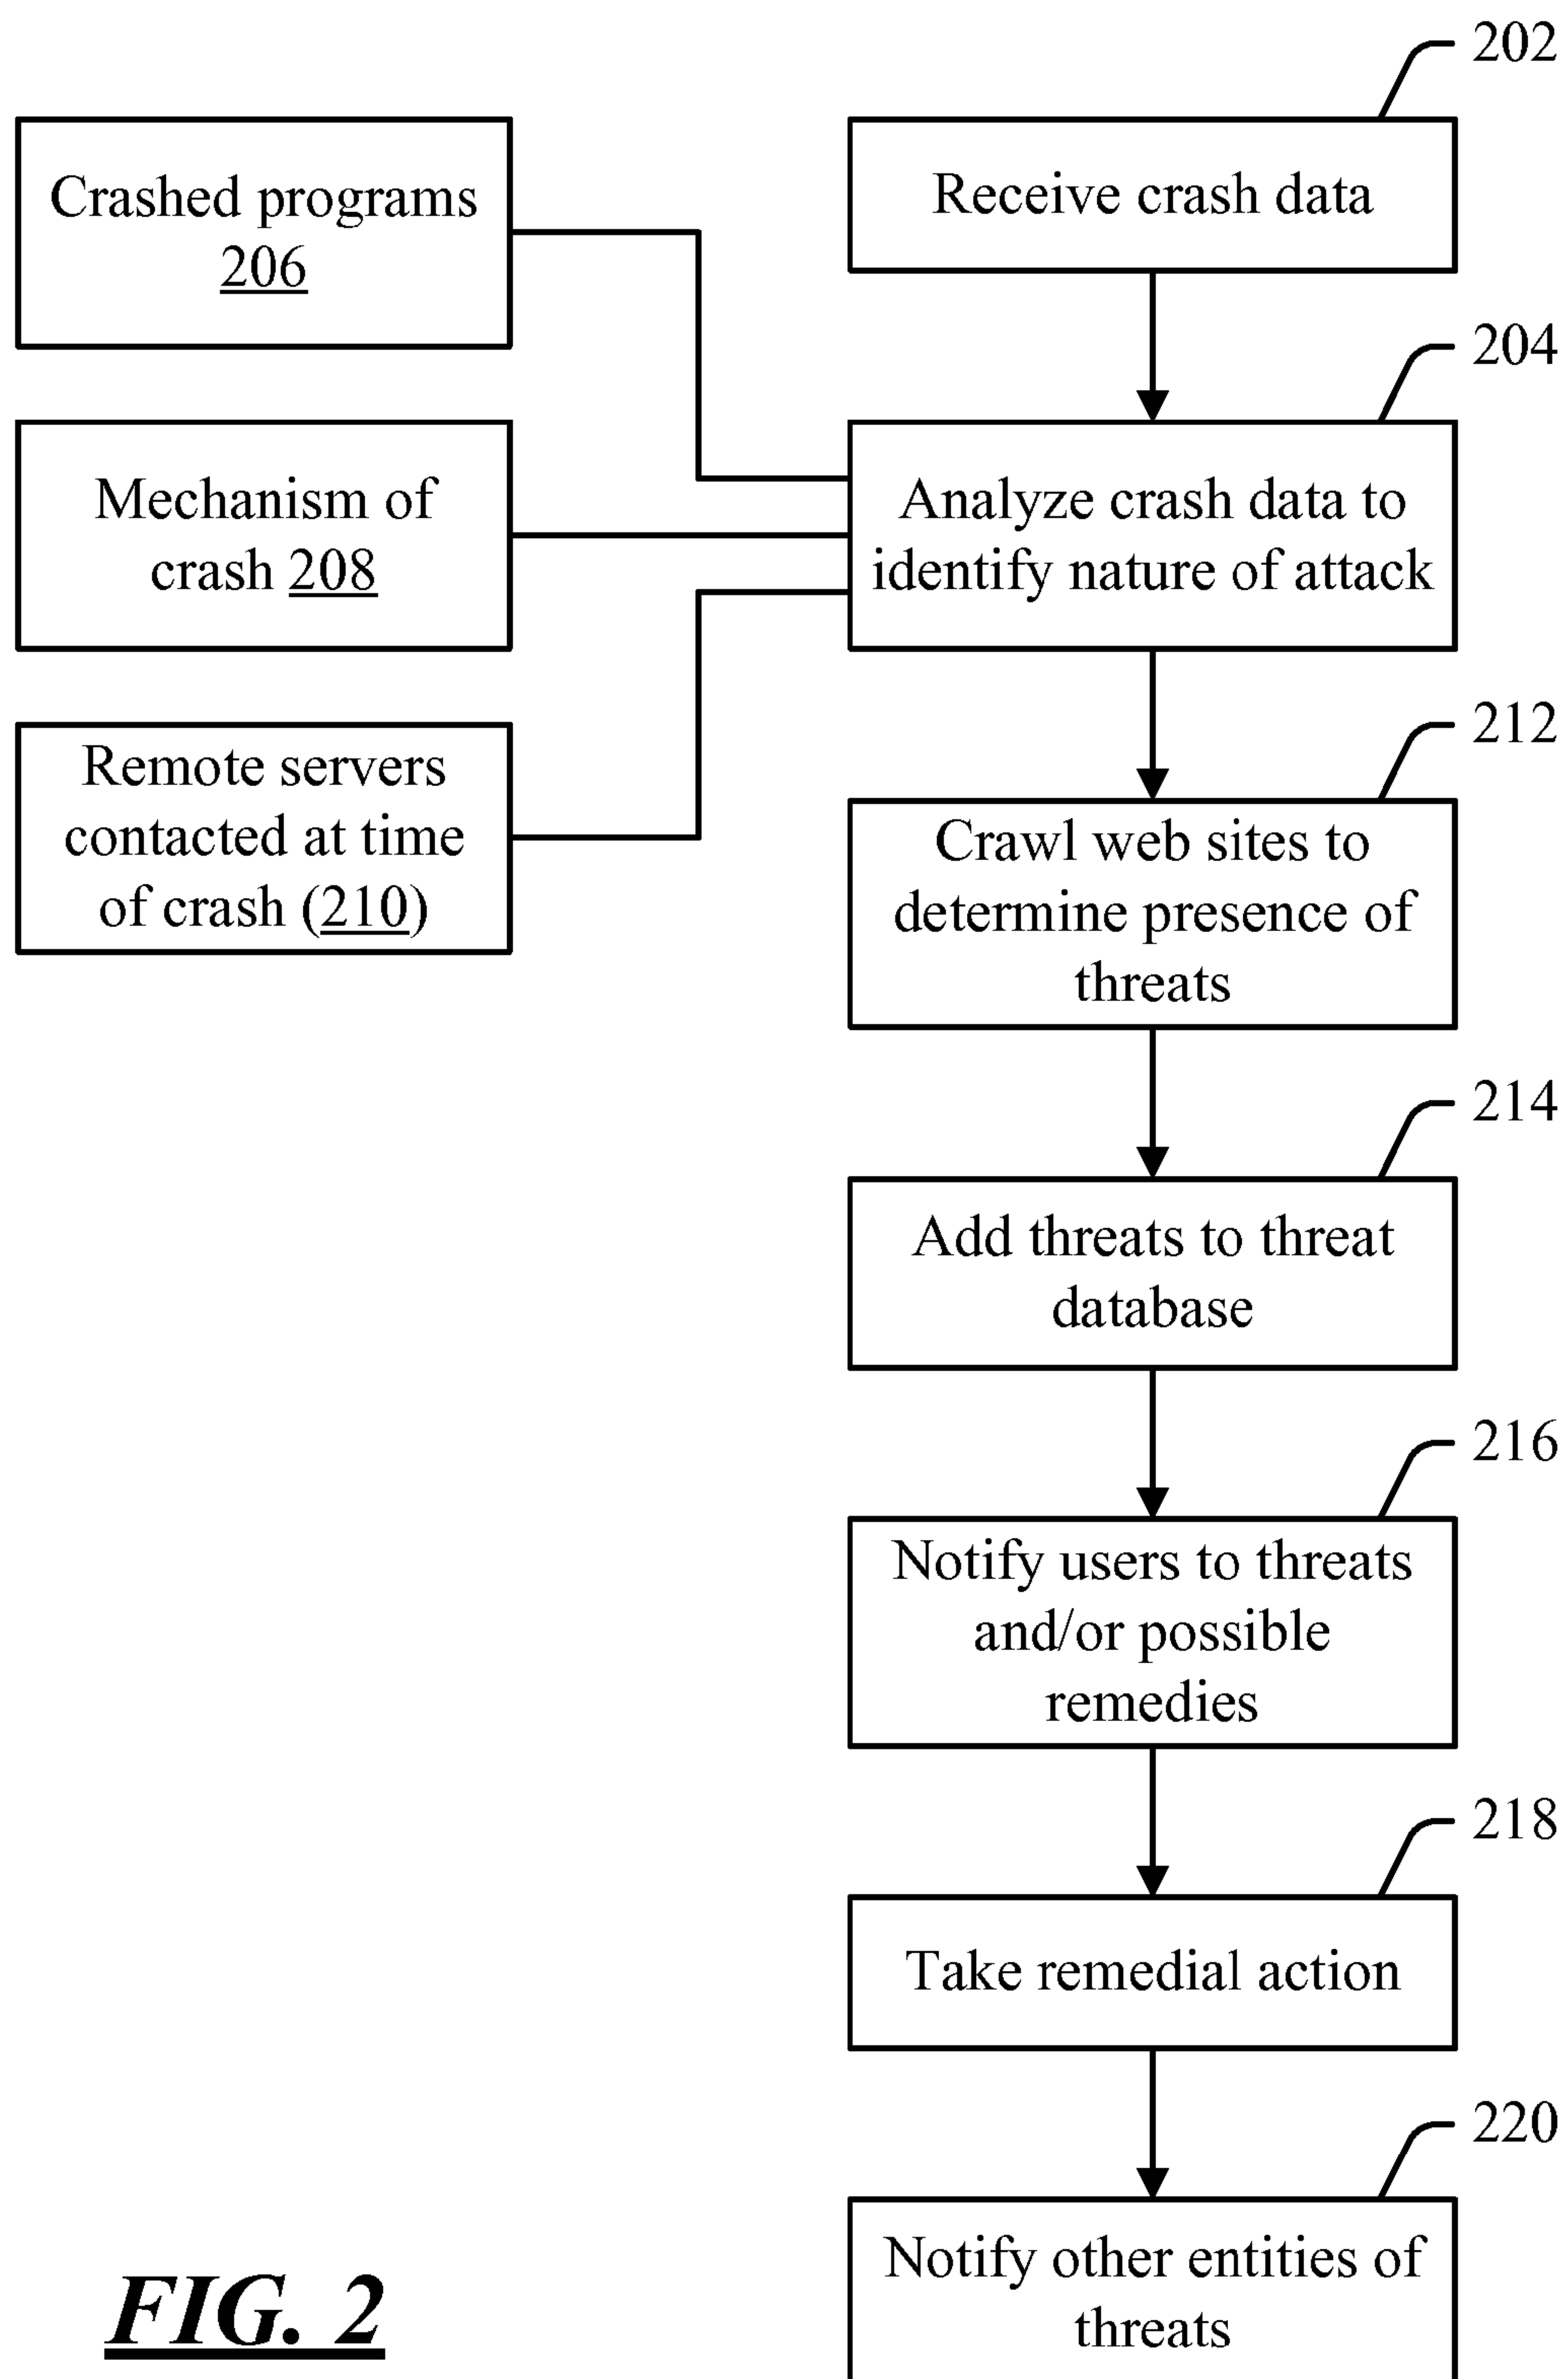 202
Receive crash data
Crashed programs
206
204
Analyze crash data to
identify nature of attack
Mechanism of
crash 208
Remote servers
contacted at time
of crash (210)
212
Crawl web sites to
determine presence of
threats
214
Add threats to threat
database
216
Notify users to threats
and/or possible
remedies
218
Take remedial action
220
Notify other entities of
threats
FIG. 2